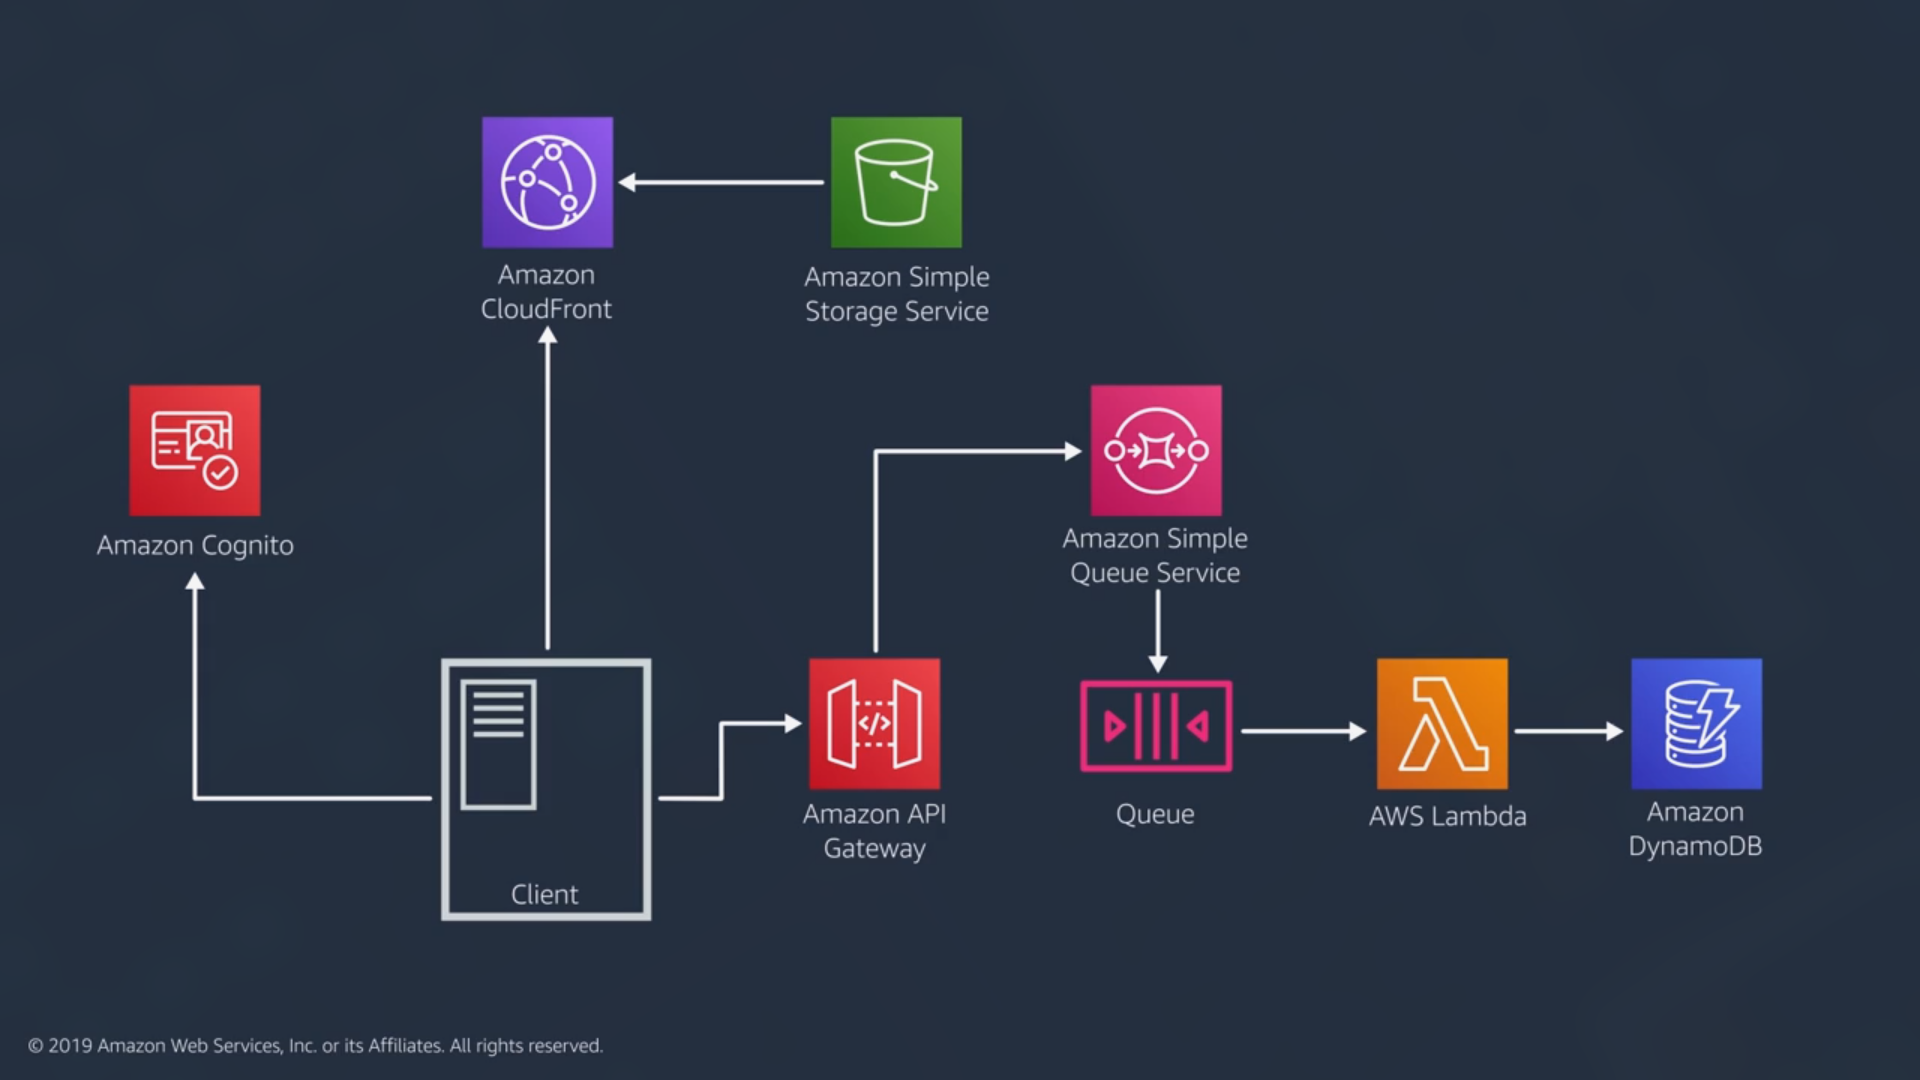 Amazon
CloudFront
Amazon Simple
Storage Service
Amazon Cognito
Amazon Simple
Queue Service
</>
Client
Amazon API
Gateway
Queue
AWS Lambda
Amazon
DynamoDB
© 2019 Amazon Web Services, Inc. or its Affiliates. All rights reserved.